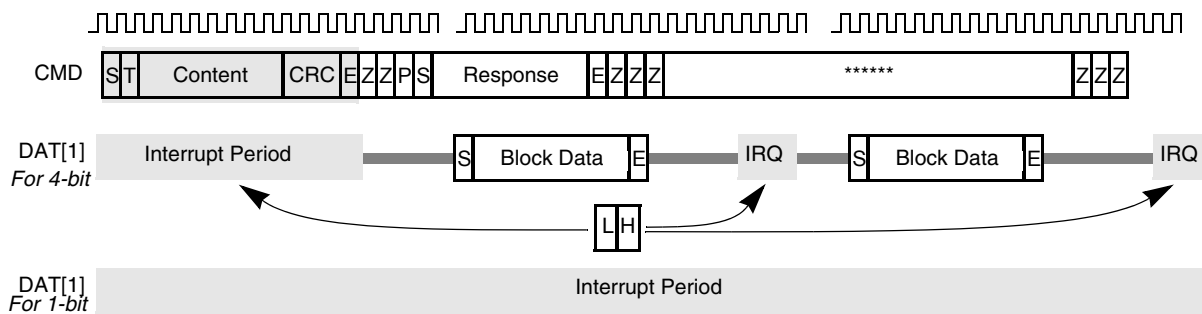 CMD S T Content CRC E Z Z P S Response E Z Z Z ****** Z Z Z
DAT[1] Interrupt Period S Block Data E IRQ S Block Data E IRQ
For 4-bit
L H
DAT[1] Interrupt Period
For 1-bit